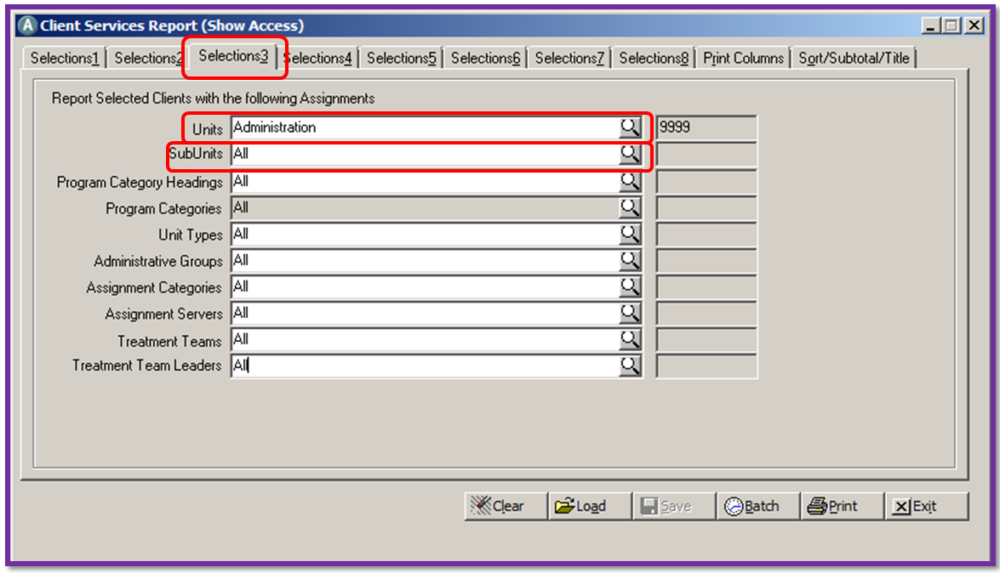 A Client Services Report (Show Access)
Selections1 Selections2 Selections3 Selections4 Selections5 Selections6 Selections7 Selections8 Print Columns Sort/Subtotal/Title
Report Selected Clients with the following Assignments
Units Administration 9999
SubUnits All
Program Category Headings All
Program Categories All
Unit Types All
Administrative Groups All
Assignment Categories All
Assignment Servers All
Treatment Teams All
Treatment Team Leaders All
Clear Load Save Batch Print Exit